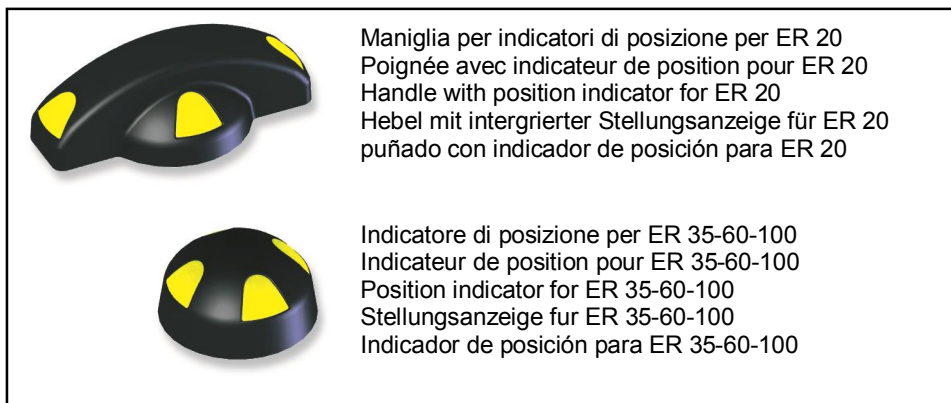 Maniglia per indicatori di posizione per ER 20
Poignée avec indicateur de position pour ER 20
Handle with position indicator for ER 20
Hebel mit intergrierter Stellungsanzeige für ER 20
puñado con indicador de posición para ER 20
Indicatore di posizione per ER 35-60-100
Indicateur de position pour ER 35-60-100
Position indicator for ER 35-60-100
Stellungsanzeige fur ER 35-60-100
Indicador de posición para ER 35-60-100